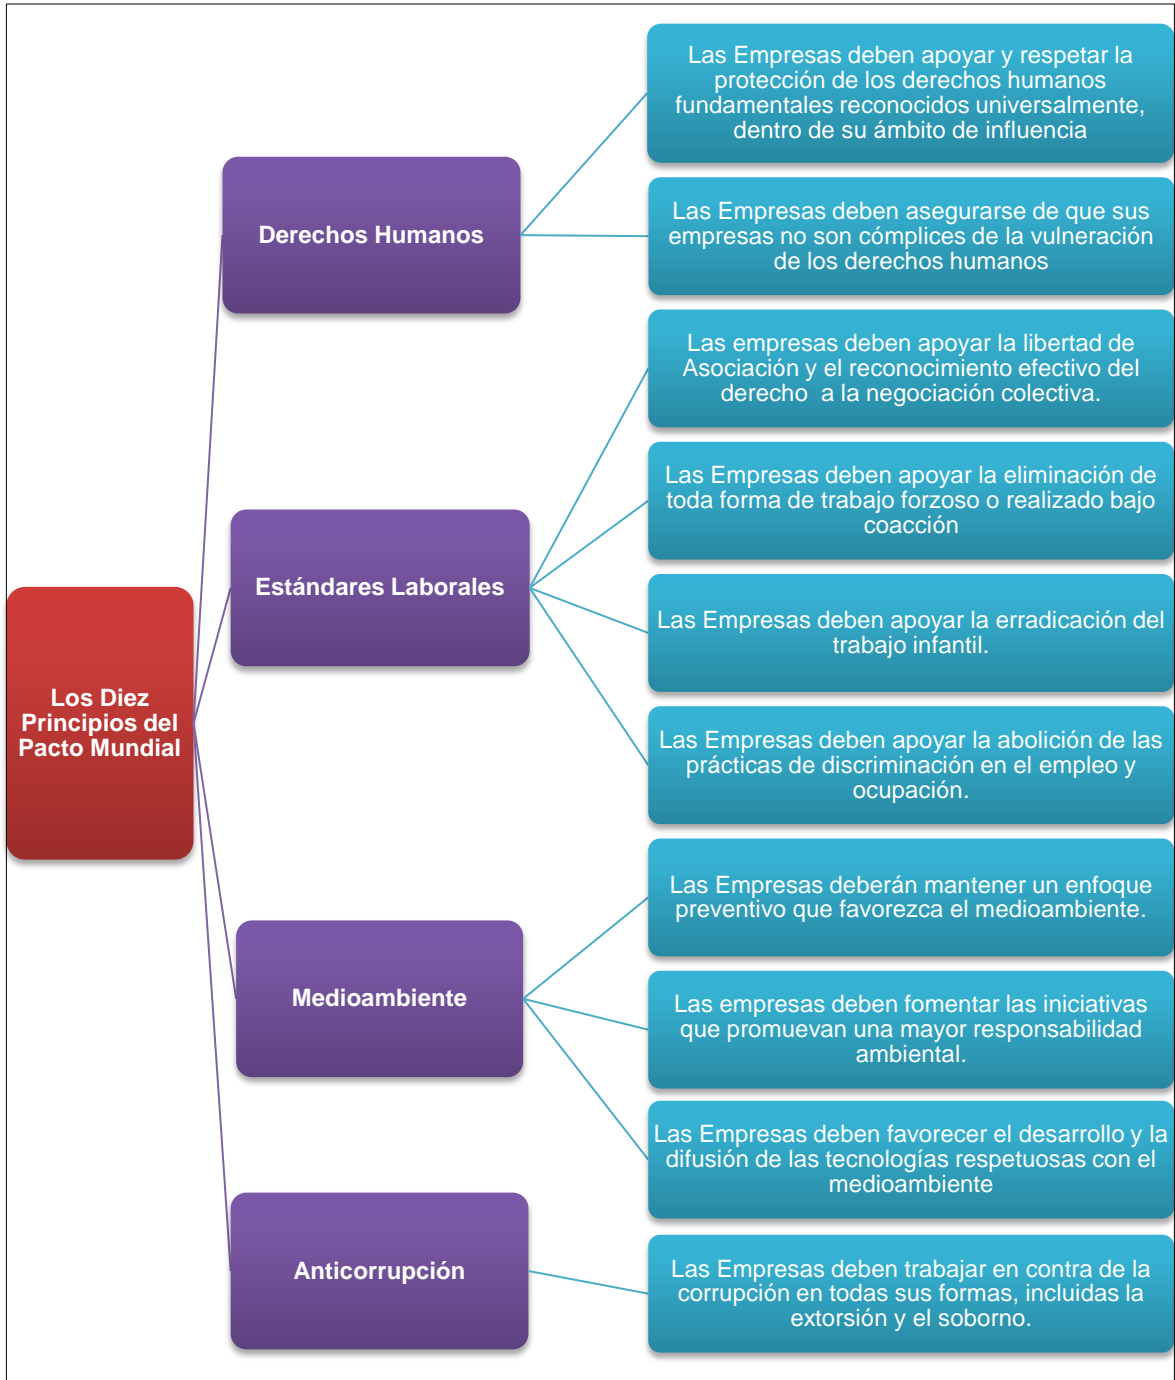 Los Diez
Principios del
Pacto Mundial
Derechos Humanos
Las Empresas deben apoyar y respetar la
protección de los derechos humanos
fundamentales reconocidos universalmente,
dentro de su ámbito de influencia
Las Empresas deben asegurarse de que sus
empresas no son cómplices de la vulneración
de los derechos humanos
Estándares Laborales
Las empresas deben apoyar la libertad de
Asociación y el reconocimiento efectivo del
derecho  a la negociación colectiva.
Las Empresas deben apoyar la eliminación de
toda forma de trabajo forzoso o realizado bajo
coacción
Las Empresas deben apoyar la erradicación del
trabajo infantil.
Las Empresas deben apoyar la abolición de las
prácticas de discriminación en el empleo y
ocupación.
Medioambiente
Las Empresas deberán mantener un enfoque
preventivo que favorezca el medioambiente.
Las empresas deben fomentar las iniciativas
que promuevan una mayor responsabilidad
ambiental.
Las Empresas deben favorecer el desarrollo y la
difusión de las tecnologías respetuosas con el
medioambiente
Anticorrupción
Las Empresas deben trabajar en contra de la
corrupción en todas sus formas, incluidas la
extorsión y el soborno.